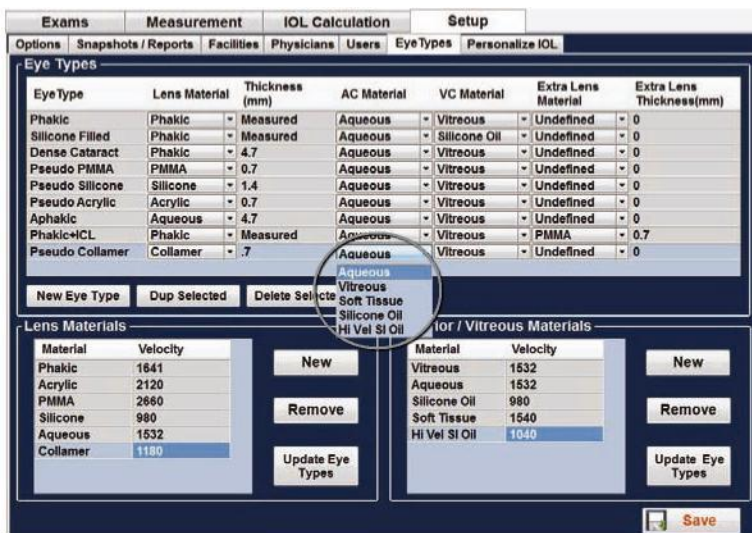 Exams Measurement IOL Calculation Setup
Options Snapshots / Reports Facilities Physicians Users Eye Types Personalize IOL
Eye Types
Eye Type Lens Material Thickness (mm) AC Material VC Material Extra Lens Material Extra Lens Thickness(mm)
Phakic Phakic Measured Aqueous Vitreous Undefined 0
Silicone Filled Phakic Measured Aqueous Silicone Oil Undefined 0
Dense Cataract Phakic 4.7 Aqueous Vitreous Undefined 0
Pseudo PMMA PMMA 0.7 Aqueous Vitreous Undefined 0
Pseudo Silicone Silicone 1.4 Aqueous Vitreous Undefined 0
Pseudo Acrylic Acrylic 0.7 Aqueous Vitreous Undefined 0
Aphakic Aqueous 4.7 Aqueous Vitreous Undefined 0
Phakic+ICL Phakic Measured Aqueous Vitreous PMMA 0.7
Pseudo Collamer Collamer .7 Aqueous Vitreous Undefined 0
Aqueous
Vitreous
Soft Tissue
Silicone Oil
Hi Vel SI Oil
New Eye Type Dup Selected Delete Selecte
Lens Materials
Material Velocity
Phakic 1641
Acrylic 2120
PMMA 2660
Silicone 980
Aqueous 1532
Collamer 1180
New
Remove
Update Eye
Types
ior / Vitreous Materials
Material Velocity
Vitreous 1532
Aqueous 1532
Silicone Oil 980
Soft Tissue 1540
Hi Vel SI Oil 1040
New
Remove
Update Eye
Types
Save